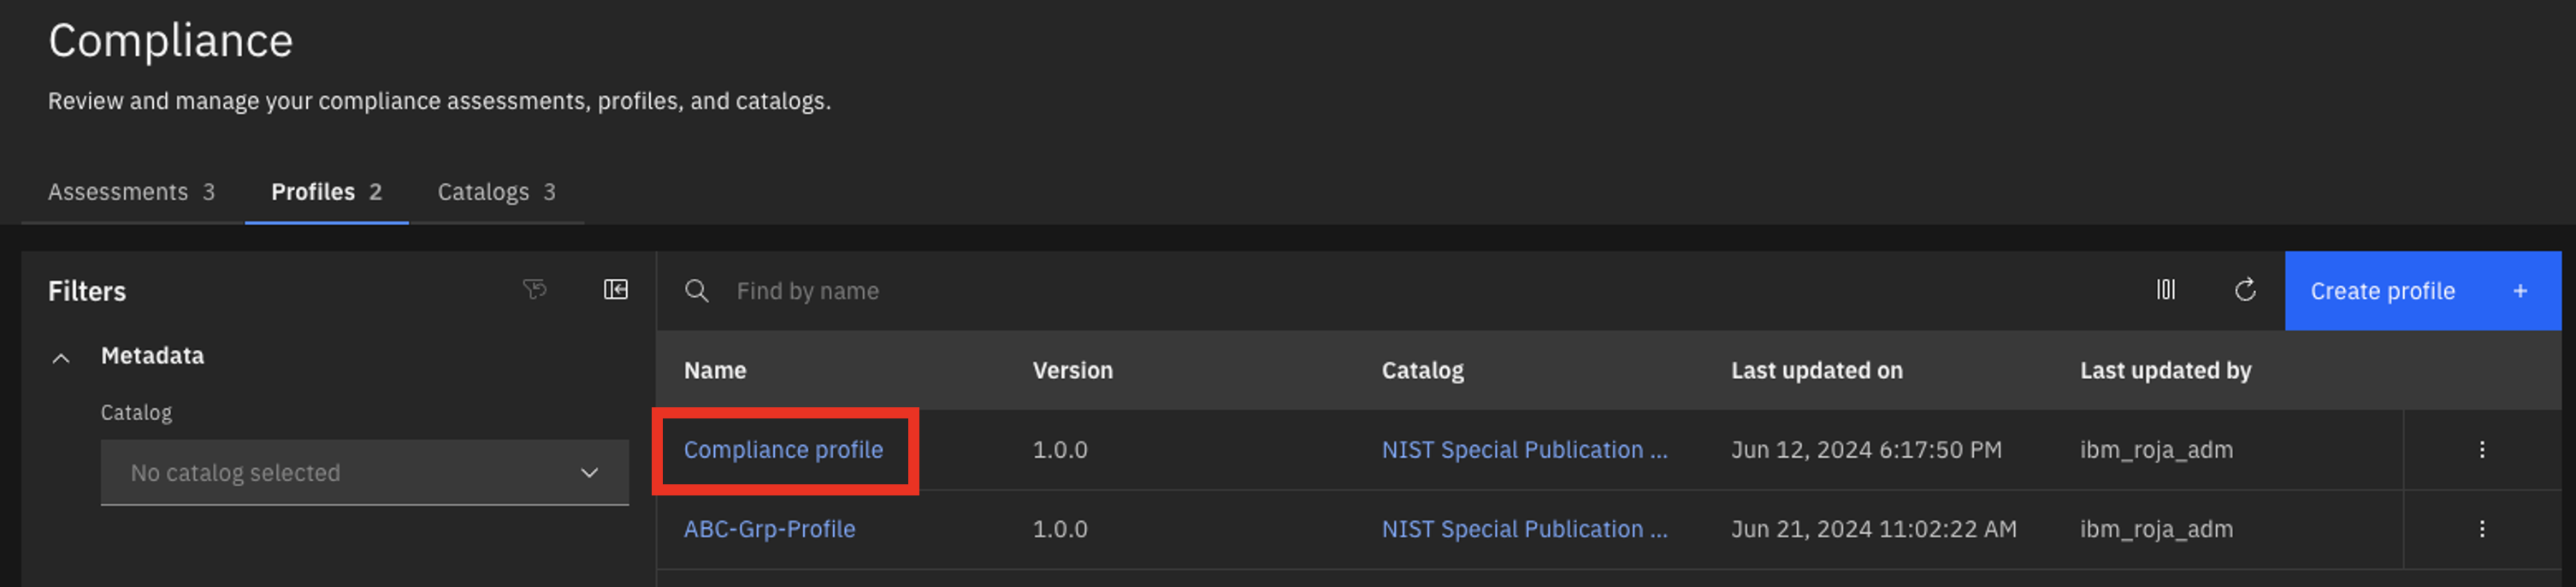 Compliance
Review and manage your compliance assessments, profiles, and catalogs.
Assessments 3 Profiles 2 Catalogs 3
Filters
Find by name
Create profile +
Metadata
Catalog
No catalog selected
Name Version Catalog Last updated on Last updated by
Compliance profile 1.0.0 NIST Special Publication ... Jun 12, 2024 6:17:50 PM ibm_roja_adm
ABC-Grp-Profile 1.0.0 NIST Special Publication ... Jun 21, 2024 11:02:22 AM ibm_roja_adm